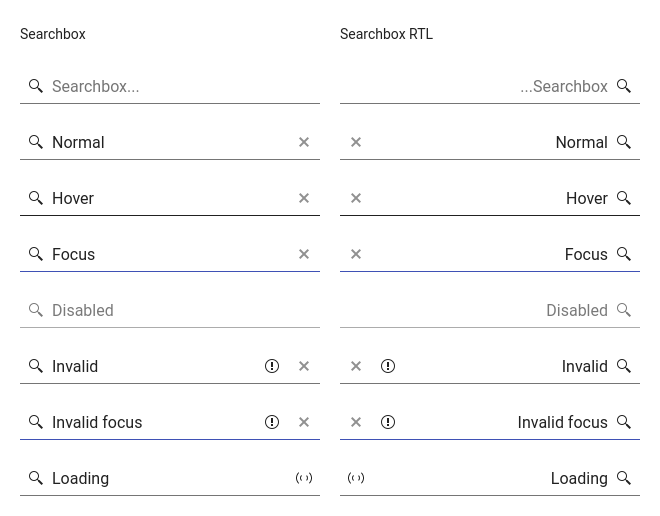 Searchbox
Searchbox...
Normal
Hover
Focus
Disabled
Invalid
Invalid focus
Loading
Searchbox RTL
...Searchbox
Normal
Hover
Focus
Disabled
Invalid
Invalid focus
Loading